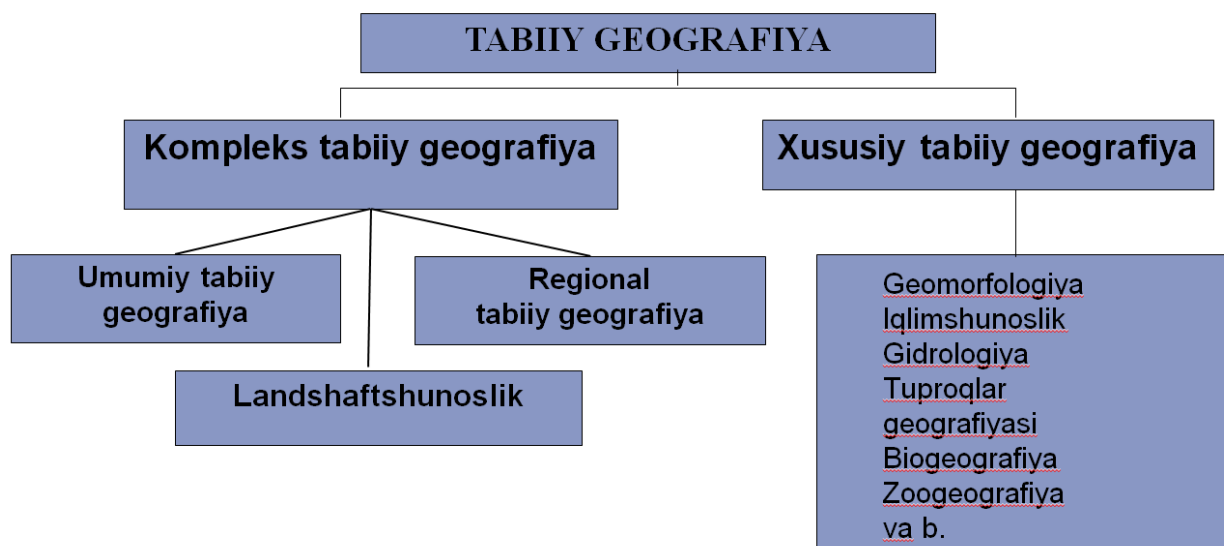 TABIIY GEOGRAFIYA
Kompleks tabiiy geografiya
Xususiy tabiiy geografiya
Umumiy tabiiy
geografiya
Regional
tabiiy geografiya
Landshaftshunoslik
Geomorfologiya
Iqlimshunoslik
Gidrologiya
Tuproqlar
geografiyasi
Biogeografiya
Zoogeografiya
va b.